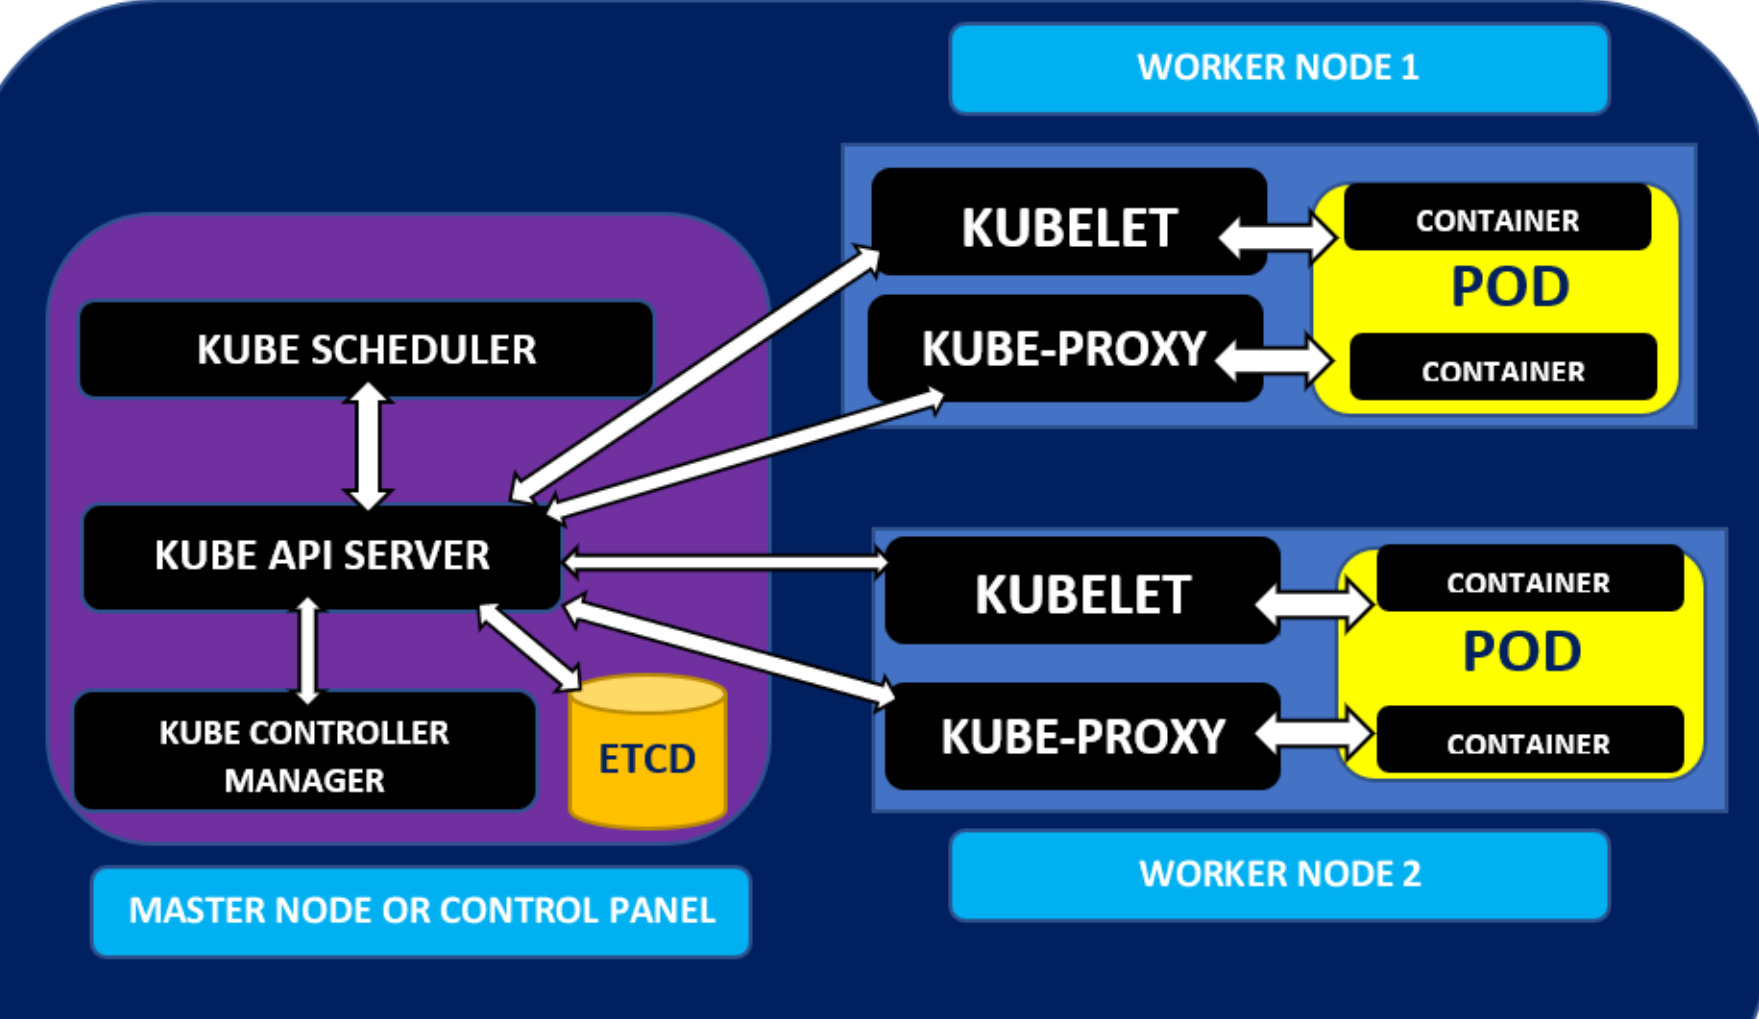 WORKER NODE 1
KUBELET
CONTAINER
POD
KUBE-PROXY
CONTAINER
KUBE SCHEDULER
KUBE API SERVER
KUBE CONTROLLER
MANAGER
ETCD
MASTER NODE OR CONTROL PANEL
KUBELET
CONTAINER
POD
KUBE-PROXY
CONTAINER
WORKER NODE 2